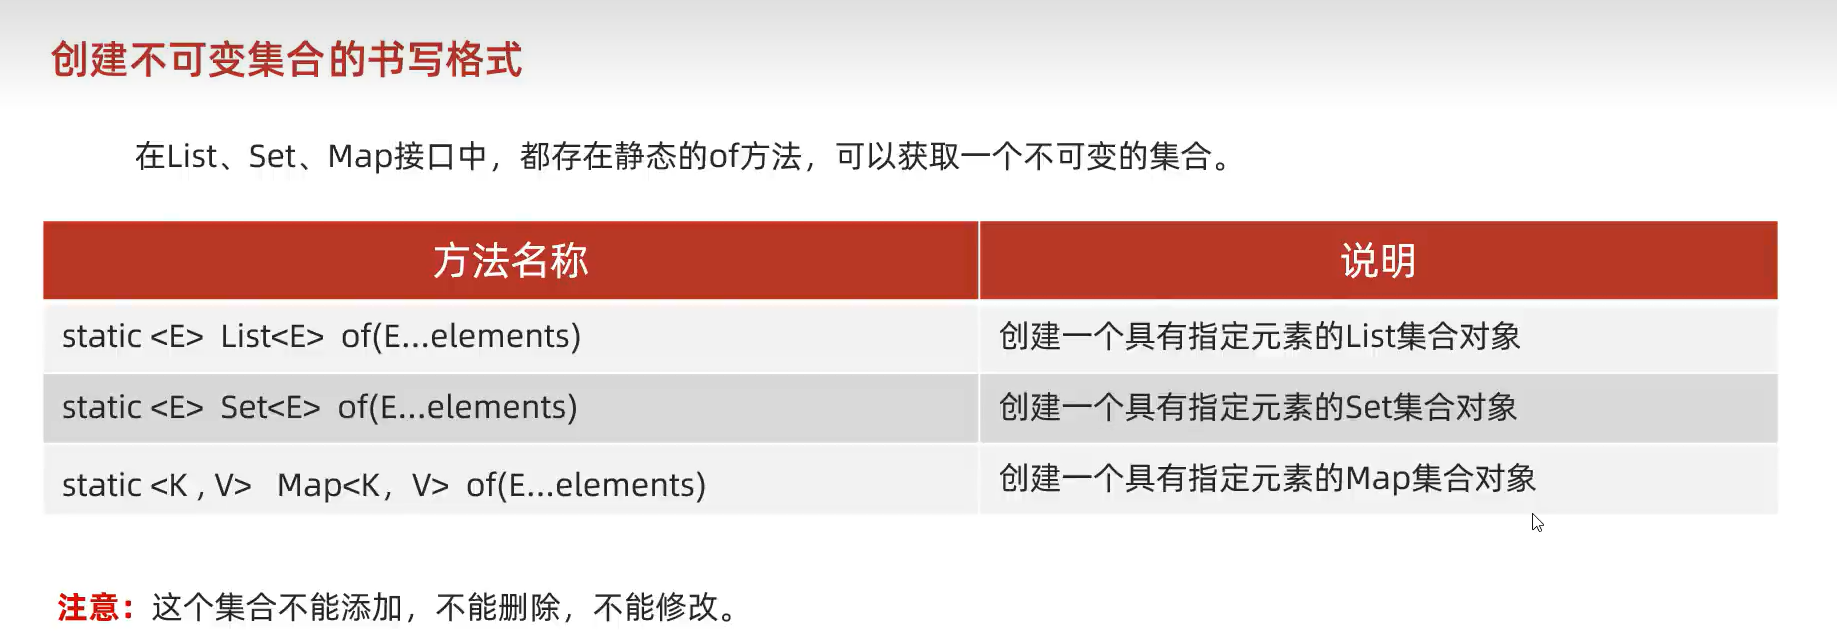 创建不可变集合的书写格式
在List、Set、Map接口中，都存在静态的of方法，可以获取一个不可变的集合。
方法名称 说明
static <E> List<E> of(E...elements) 创建一个具有指定元素的List集合对象
static <E> Set<E> of(E...elements) 创建一个具有指定元素的Set集合对象
static <K , V> Map<K，V> of(E...elements) 创建一个具有指定元素的Map集合对象
注意：这个集合不能添加，不能删除，不能修改。